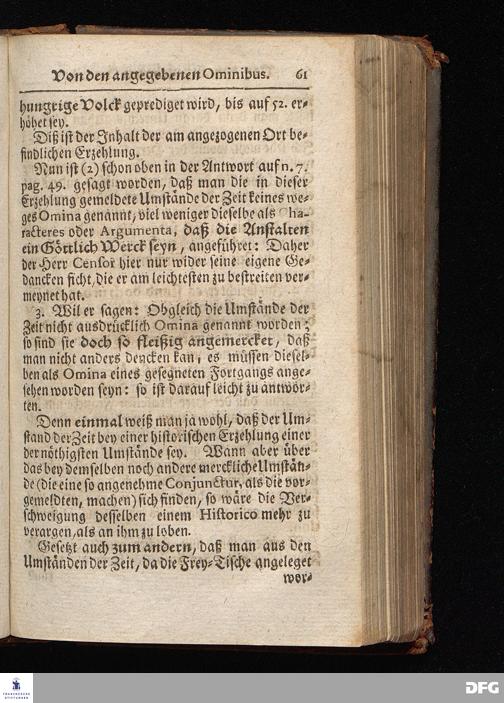 Von den angegebenen Ominibus. 61
hungrige Volck geprediget wird, bis auf 52. er-
höhet sey.
Diß ist der Inhalt der am angezogenen Ort be-
findlichen Erzehlung.
Nun ist (2) schon oben in der Antwort auf n. 7.
pag. 49. gesagt worden, daß man die in dieser
Erzehlung gemeldete Umstände der Zeit keines we-
ges Omina genannt, viel weniger dieselbe als Cha-
racteres oder Argumenta, daß die Anstalten
ein Göttlich Werck seyn, angeführet: Daher
der Herr Censor hier nur wider seine eigene Ge-
dancken ficht, die er am leichtesten zu bestreiten ver-
meynet hat.
3. Wil er sagen: Obgleich die Umstände der
Zeit nicht ausdrücklich Omina genannt worden;
so sind sie doch so fleißig angemercket, daß
man nicht anders dencken kan, es müssen diesel-
ben als Omina eines gesegneten Fortgangs ange-
sehen worden seyn: so ist darauf leicht zu antwor-
ten.
Denn einmal weiß man ja wohl, daß der Um-
stand der Zeit bey einer historischen Erzehlung einer
der nöthigsten Umstände sey. Wann aber über
das bey demselben noch andere merckliche Umstän-
de (die eine so angenehme Conjunctur, als die vor-
gemeldten, machen) sich finden, so wäre die Ver-
schweigung desselben einem Historico mehr zu
verargen, als an ihm zu loben.
Gesetzt auch zum andern, daß man aus den
Umständen der Zeit, da die Frey-Tische angeleget
wor-
FRANCKESCHE
STIFTUNGEN
DFG